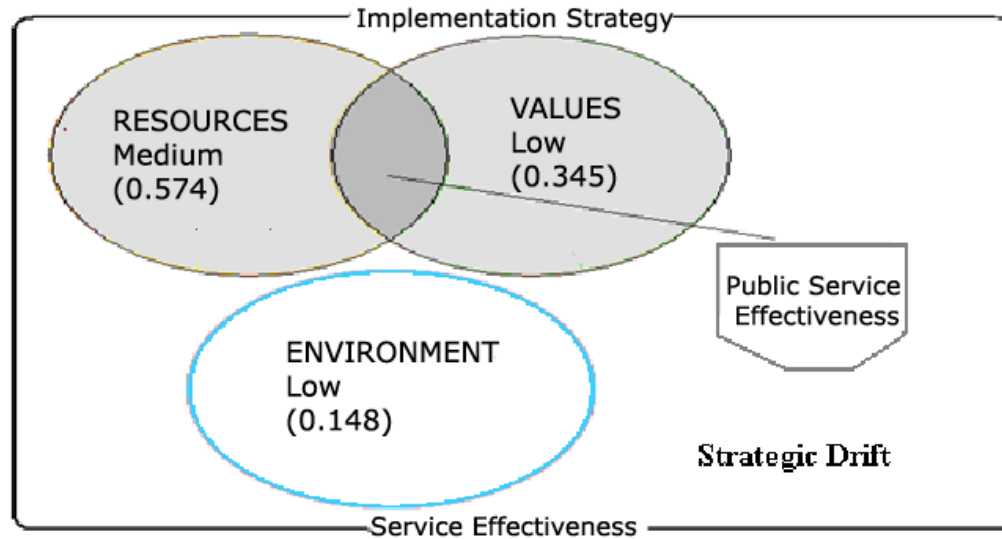 Implementation Strategy
RESOURCES
Medium
(0.574)
VALUES
Low
(0.345)
Public Service
Effectiveness
ENVIRONMENT
Low
(0.148)
Strategic Drift
Service Effectiveness